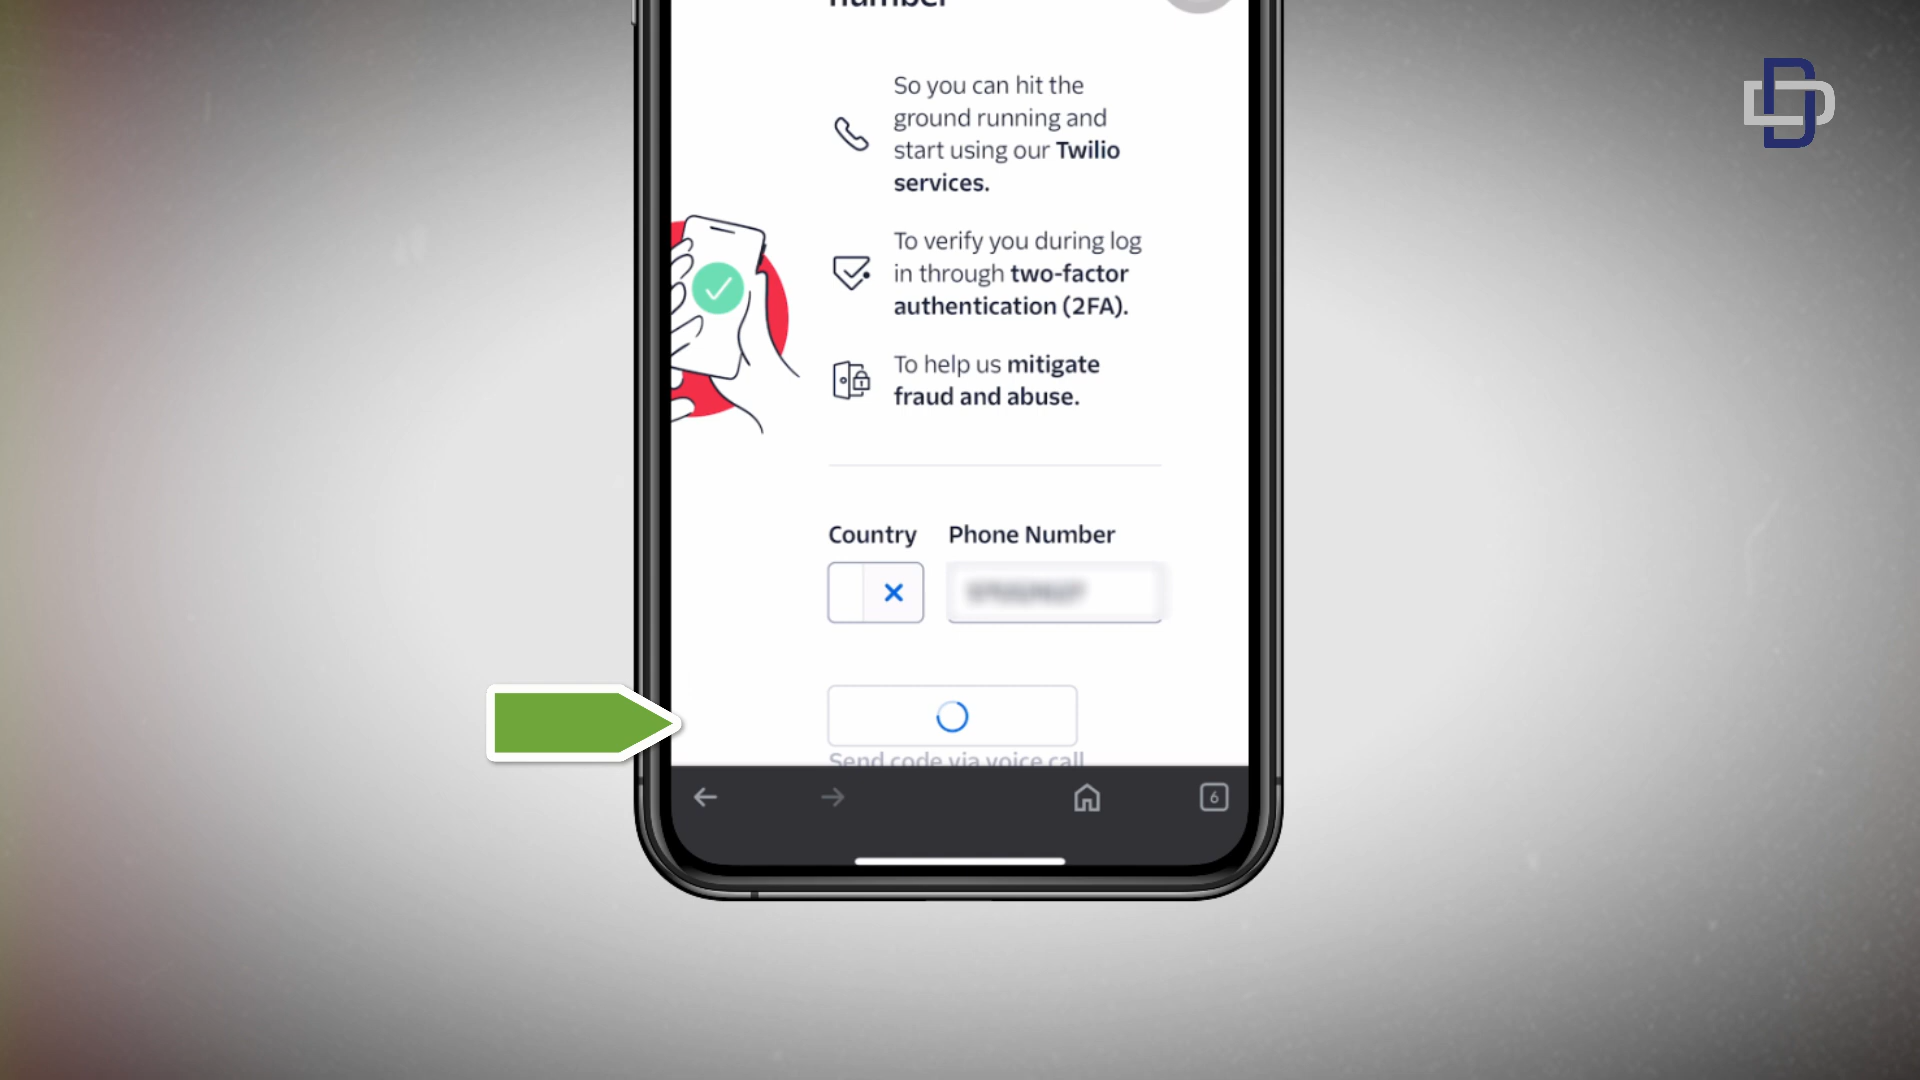 number
So you can hit the
ground running and
start using our Twilio
services.
To verify you during log
in through two-factor
authentication (2FA).
To help us mitigate
fraud and abuse.
Country Phone Number
Send code via voice call
6